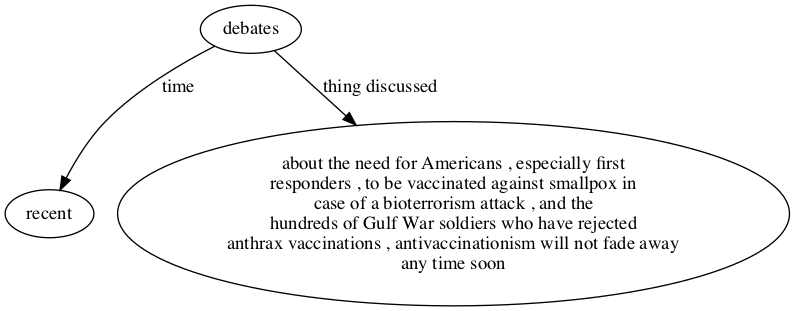 debates
time
thing discussed
recent
about the need for Americans , especially first
responders , to be vaccinated against smallpox in
case of a bioterrorism attack , and the
hundreds of Gulf War soldiers who have rejected
anthrax vaccinations , antivaccinationism will not fade away
any time soon